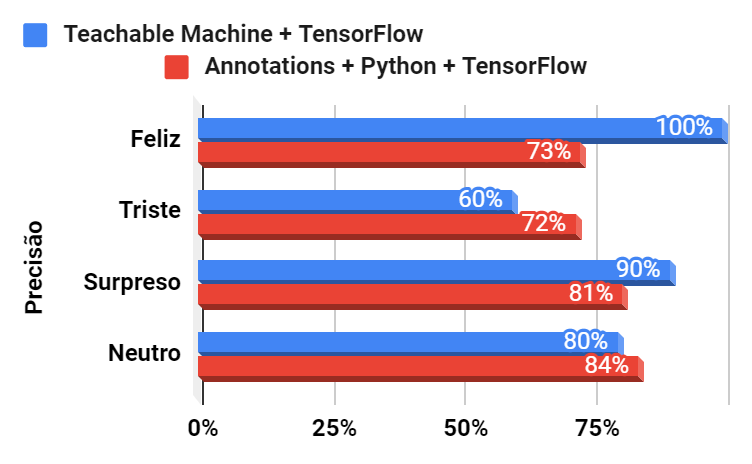 Teachable Machine + TensorFlow
Annotations + Python + TensorFlow
Precisão
Feliz
100%
73%
Triste
60%
72%
Surpreso
90%
81%
Neutro
80%
84%
0%
25%
50%
75%